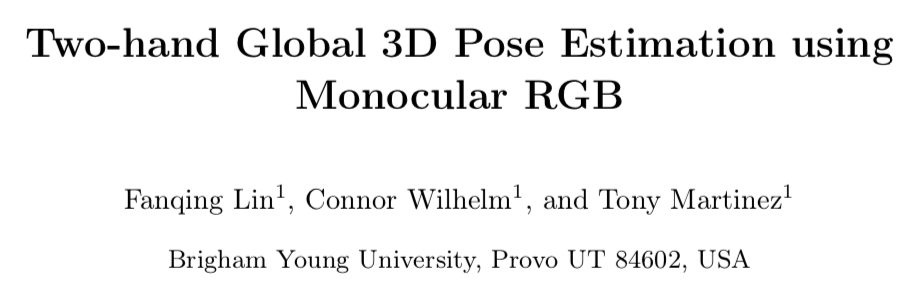 Two-hand Global 3D Pose Estimation using
Monocular RGB
Fanqing Lin¹, Connor Wilhelm¹, and Tony Martinez¹
Brigham Young University, Provo UT 84602, USA